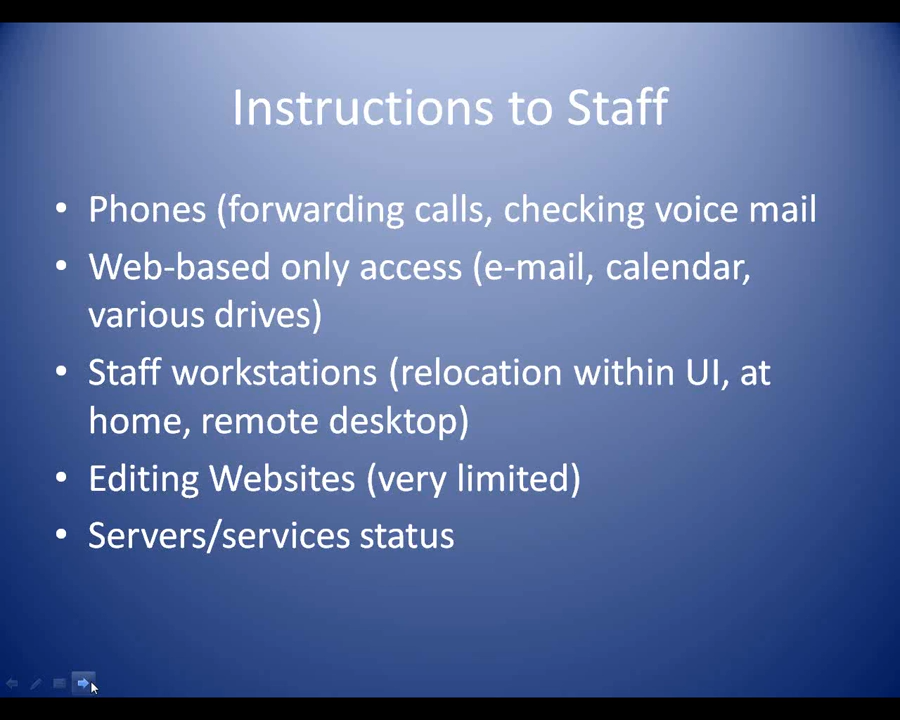 Instructions to Staff
• Phones (forwarding calls, checking voice mail
• Web-based only access (e-mail, calendar,
various drives)
• Staff workstations (relocation within UI, at
home, remote desktop)
• Editing Websites (very limited)
• Servers/services status